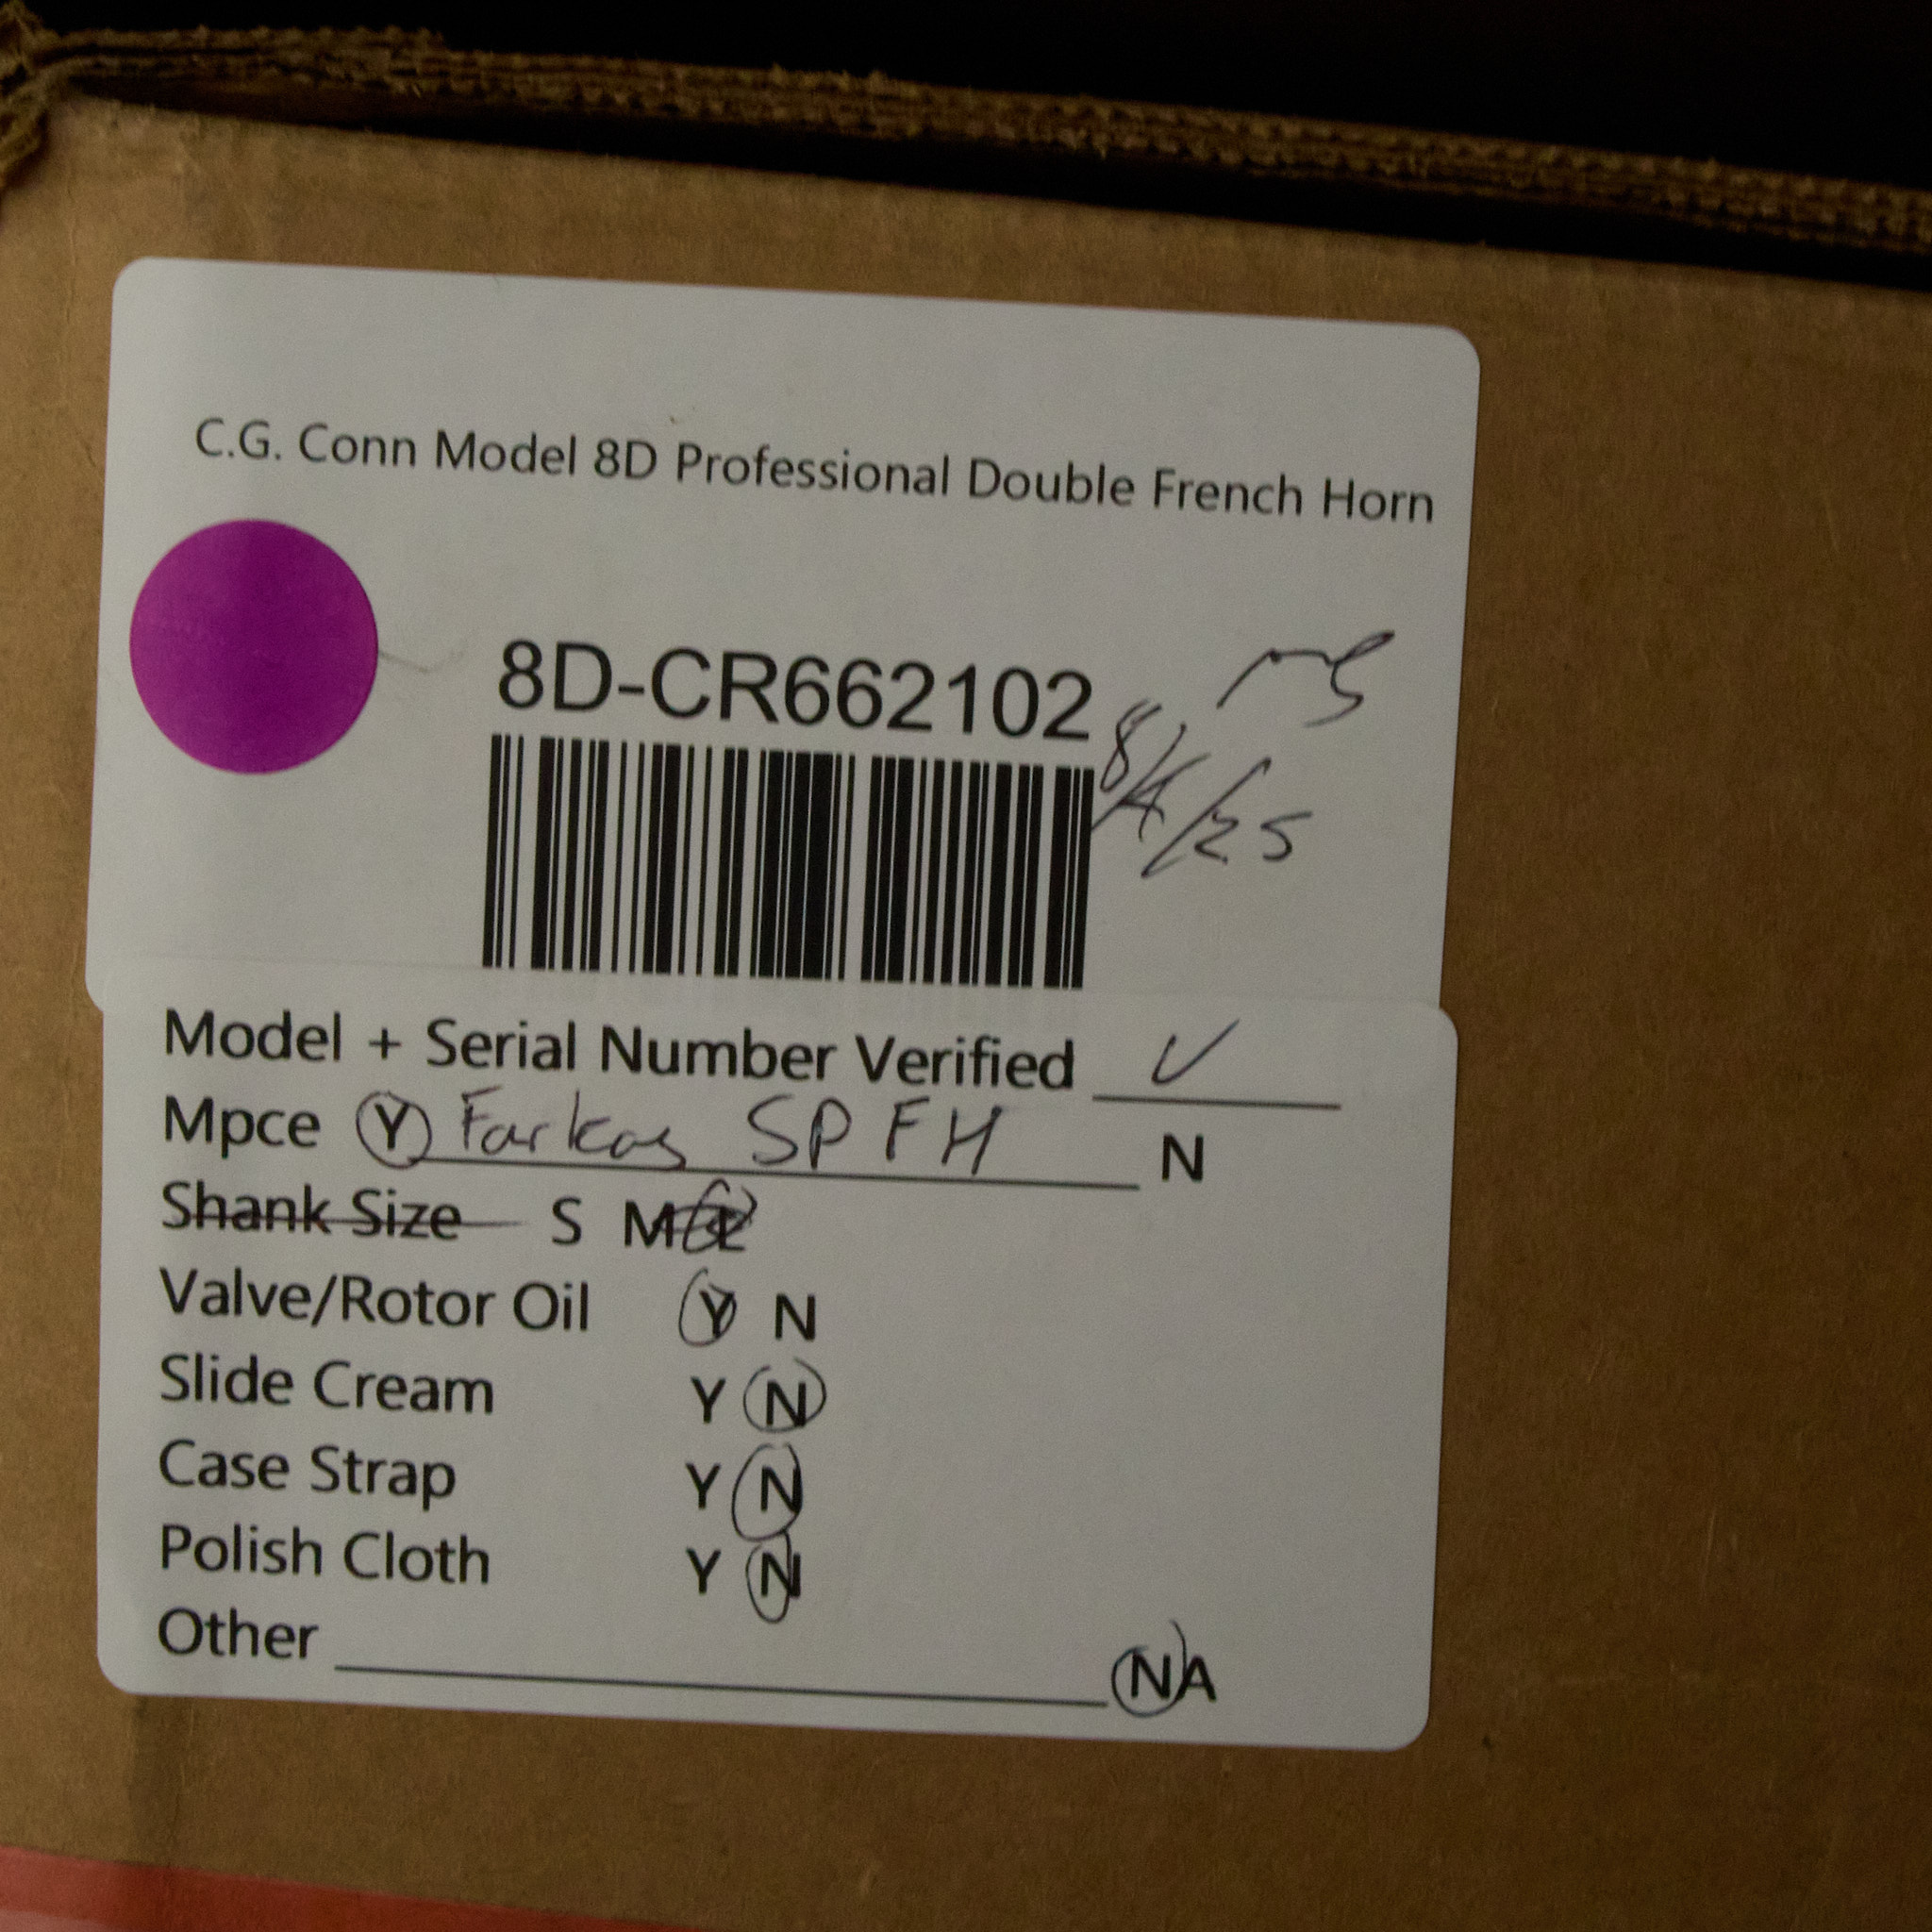 C.G. Conn Model 8D Professional Double French Horn
8D-CR662102
8/4/25
Model + Serial Number Verified ✓
Mpce Y Farkas SPFH N
Shank Size S M L
Valve/Rotor Oil Y N
Slide Cream Y N
Case Strap Y N
Polish Cloth Y N
Other NA